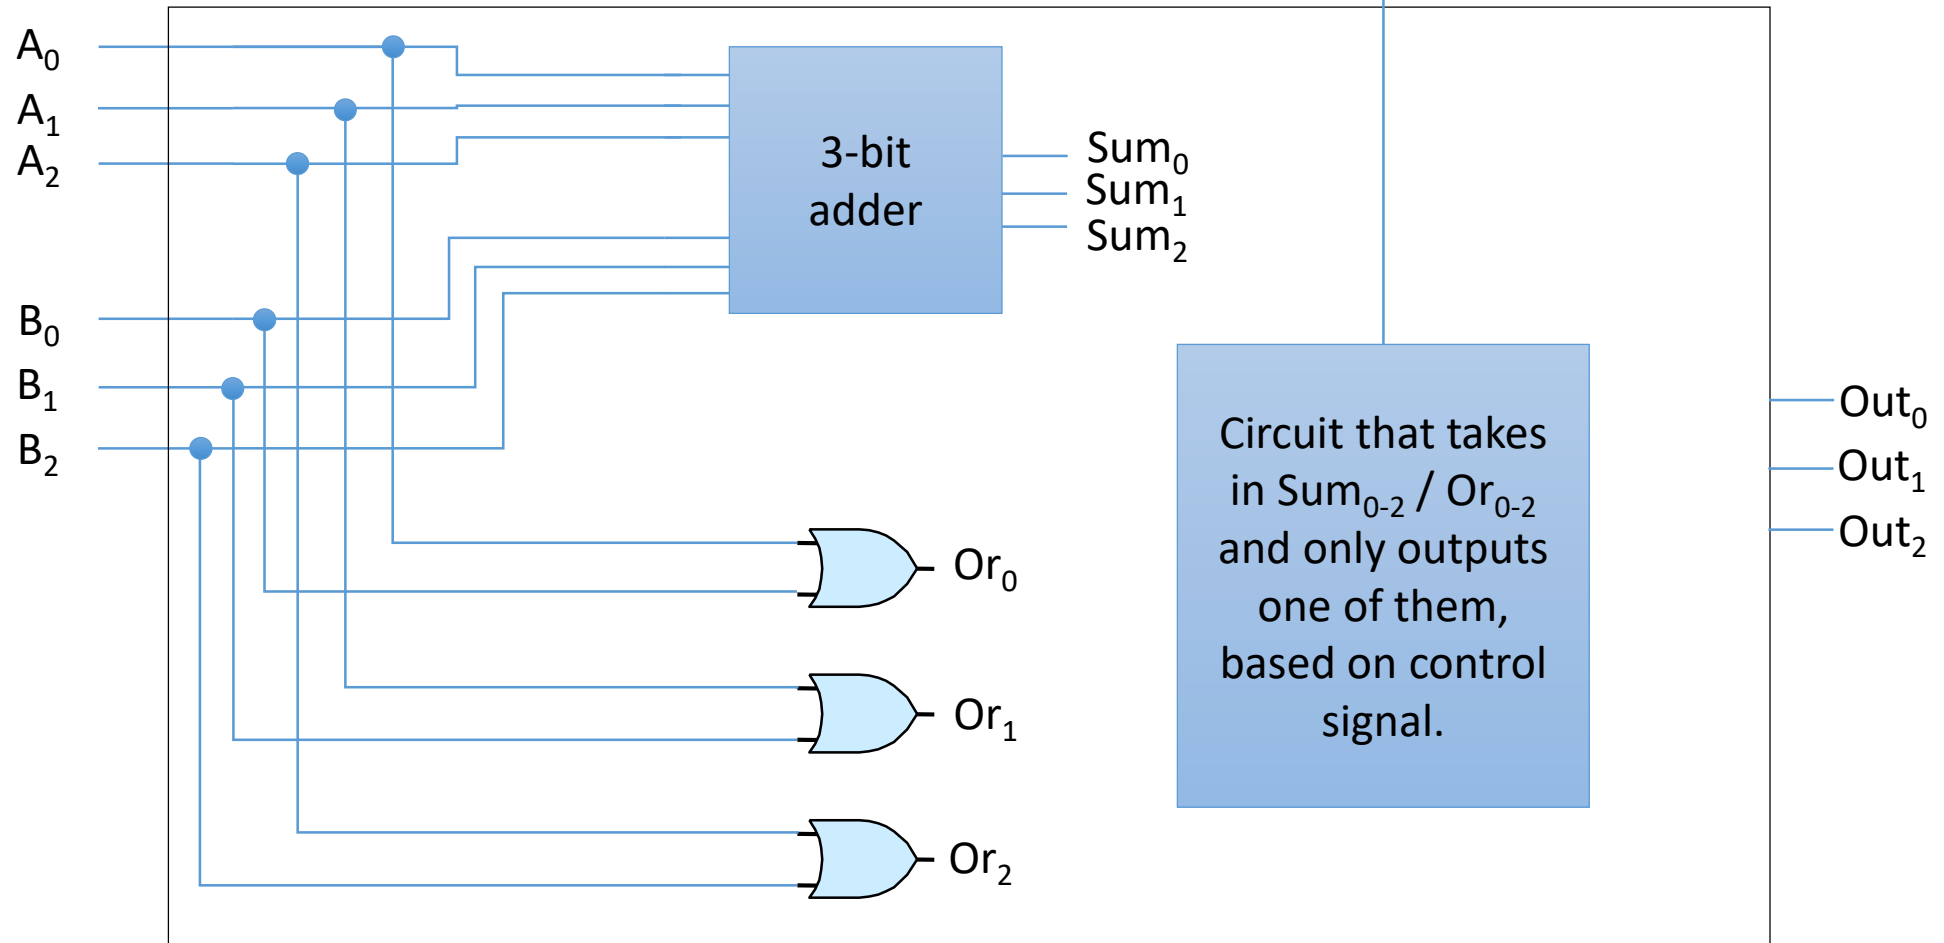 A0
A1
A2
B0
B1
B2
3-bit
adder
Sum0
Sum1
Sum2
Or0
Or1
Or2
Circuit that takes
in Sum0-2 / Or0-2
and only outputs
one of them,
based on control
signal.
Out0
Out1
Out2